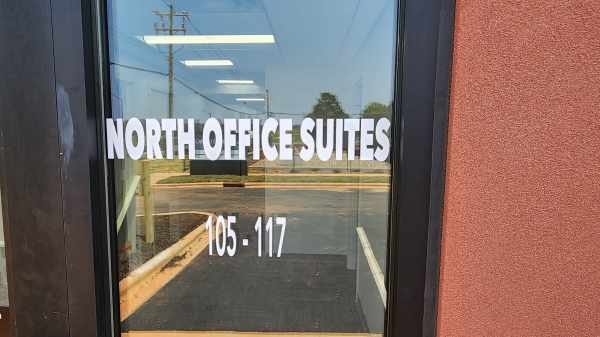 NORTH OFFICE SUITES
105 - 117